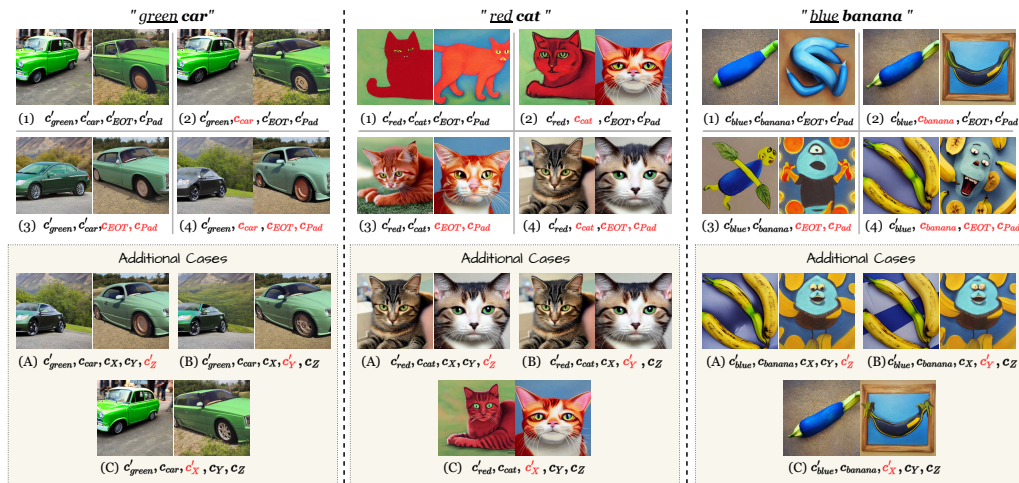 "green car"
(1) c'green, c'car, c'EOT, c'Pad
(2) c'green, ccar, c'EOT, c'Pad
(3) c'green, c'car, cEOT, cPad
(4) c'green, ccar, cEOT, cPad
Additional Cases
(A) c'green, ccar, cX, cY, c'Z
(B) c'green, ccar, cX, c'Y, cZ
(C) c'green, ccar, c'X, cY, cZ
"red cat"
(1) c'red, c'cat, c'EOT, c'Pad
(2) c'red, ccat, c'EOT, c'Pad
(3) c'red, c'cat, cEOT, cPad
(4) c'red, ccat, cEOT, cPad
Additional Cases
(A) c'red, ccat, cX, cY, c'Z
(B) c'red, ccat, cX, c'Y, cZ
(C) c'red, ccat, c'X, cY, cZ
"blue banana"
(1) c'blue, c'banana, c'EOT, c'Pad
(2) c'blue, cbanana, c'EOT, c'Pad
(3) c'blue, c'banana, cEOT, cPad
(4) c'blue, cbanana, cEOT, cPad
Additional Cases
(A) c'blue, cbanana, cX, cY, c'Z
(B) c'blue, cbanana, cX, c'Y, cZ
(C) c'blue, cbanana, c'X, cY, cZ